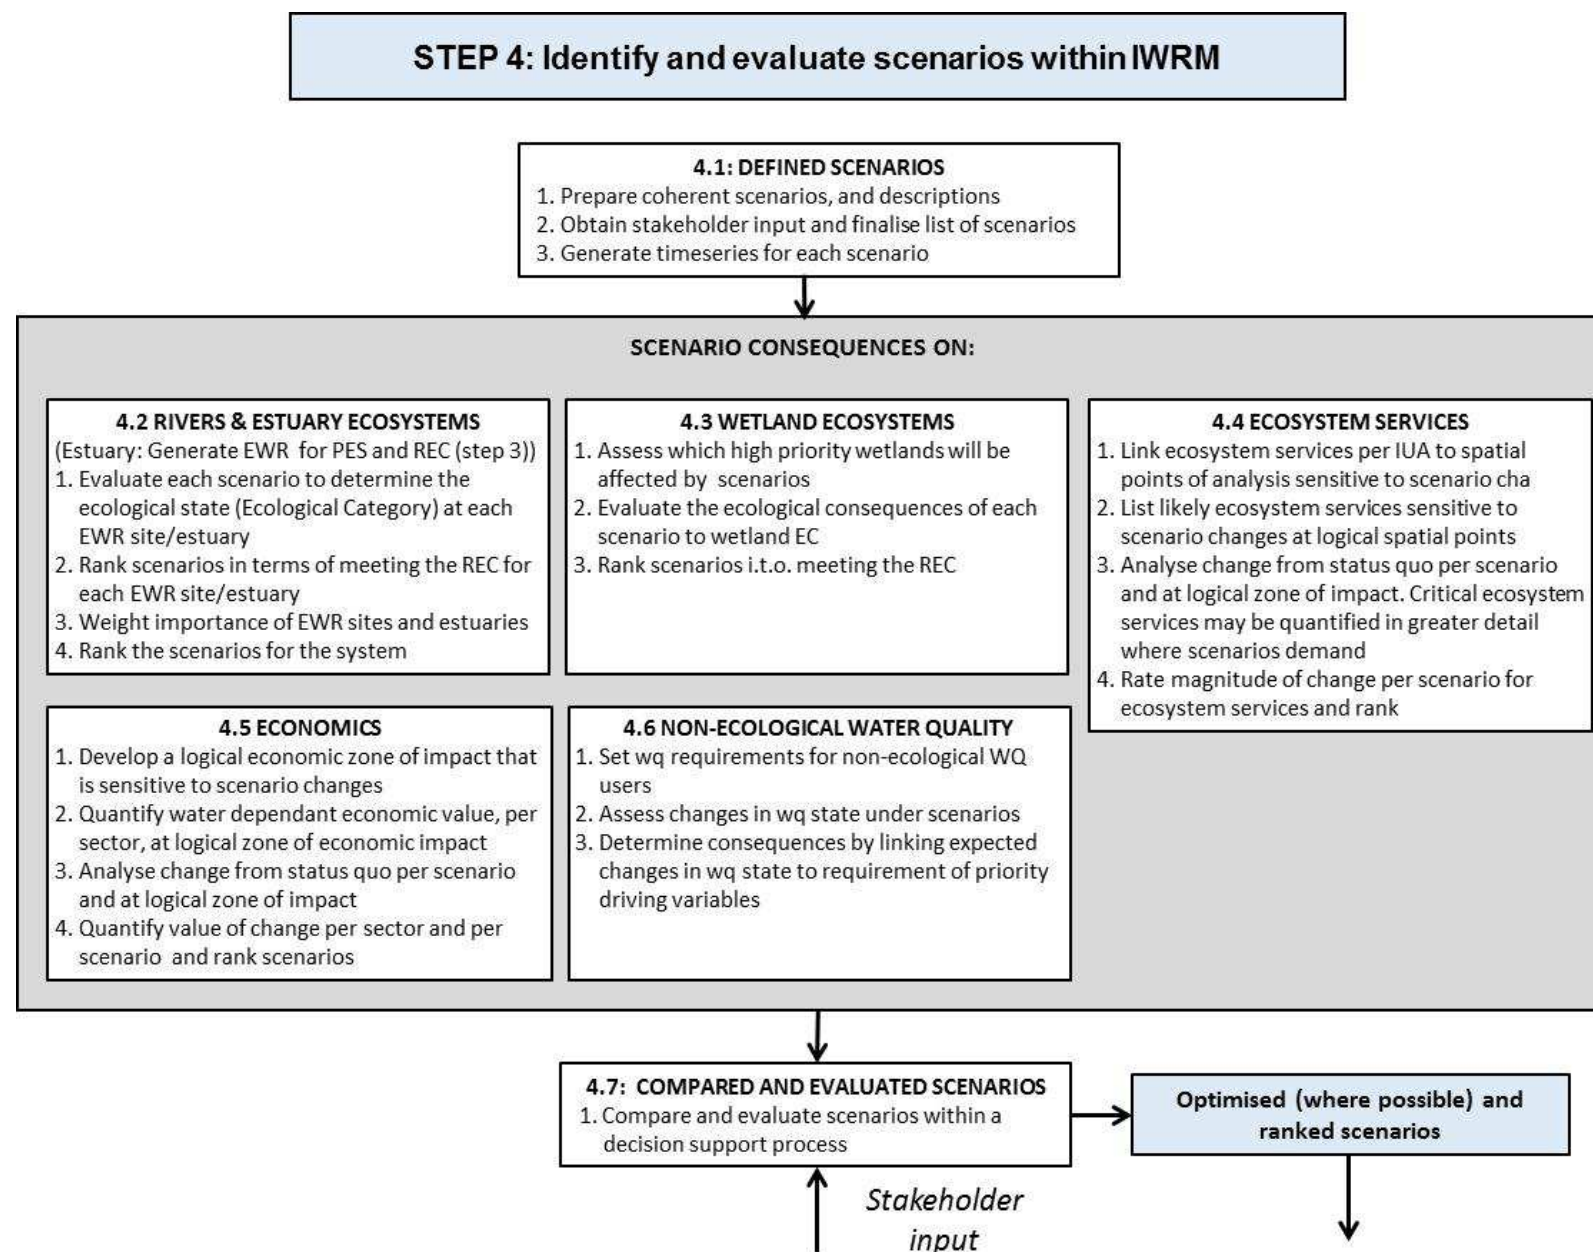 STEP 4: Identify and evaluate scenarios within IWRM
4.1: DEFINED SCENARIOS
1. Prepare coherent scenarios, and descriptions
2. Obtain stakeholder input and finalise list of scenarios
3. Generate timeseries for each scenario
SCENARIO CONSEQUENCES ON:
4.2 RIVERS & ESTUARY ECOSYSTEMS
(Estuary: Generate EWR for PES and REC (step 3))
1. Evaluate each scenario to determine the
ecological state (Ecological Category) at each
EWR site/estuary
2. Rank scenarios in terms of meeting the REC for
each EWR site/estuary
3. Weight importance of EWR sites and estuaries
4. Rank the scenarios for the system
4.3 WETLAND ECOSYSTEMS
1. Assess which high priority wetlands will be
affected by scenarios
2. Evaluate the ecological consequences of each
scenario to wetland EC
3. Rank scenarios i.t.o. meeting the REC
4.4 ECOSYSTEM SERVICES
1. Link ecosystem services per IUA to spatial
points of analysis sensitive to scenario cha
2. List likely ecosystem services sensitive to
scenario changes at logical spatial points
3. Analyse change from status quo per scenario
and at logical zone of impact. Critical ecosystem
services may be quantified in greater detail
where scenarios demand
4. Rate magnitude of change per scenario for
ecosystem services and rank
4.5 ECONOMICS
1. Develop a logical economic zone of impact that
is sensitive to scenario changes
2. Quantify water dependant economic value, per
sector, at logical zone of economic impact
3. Analyse change from status quo per scenario
and at logical zone of impact
4. Quantify value of change per sector and per
scenario and rank scenarios
4.6 NON-ECOLOGICAL WATER QUALITY
1. Set wq requirements for non-ecological WQ
users
2. Assess changes in wq state under scenarios
3. Determine consequences by linking expected
changes in wq state to requirement of priority
driving variables
4.7: COMPARED AND EVALUATED SCENARIOS
1. Compare and evaluate scenarios within a
decision support process
Optimised (where possible) and
ranked scenarios
Stakeholder
input